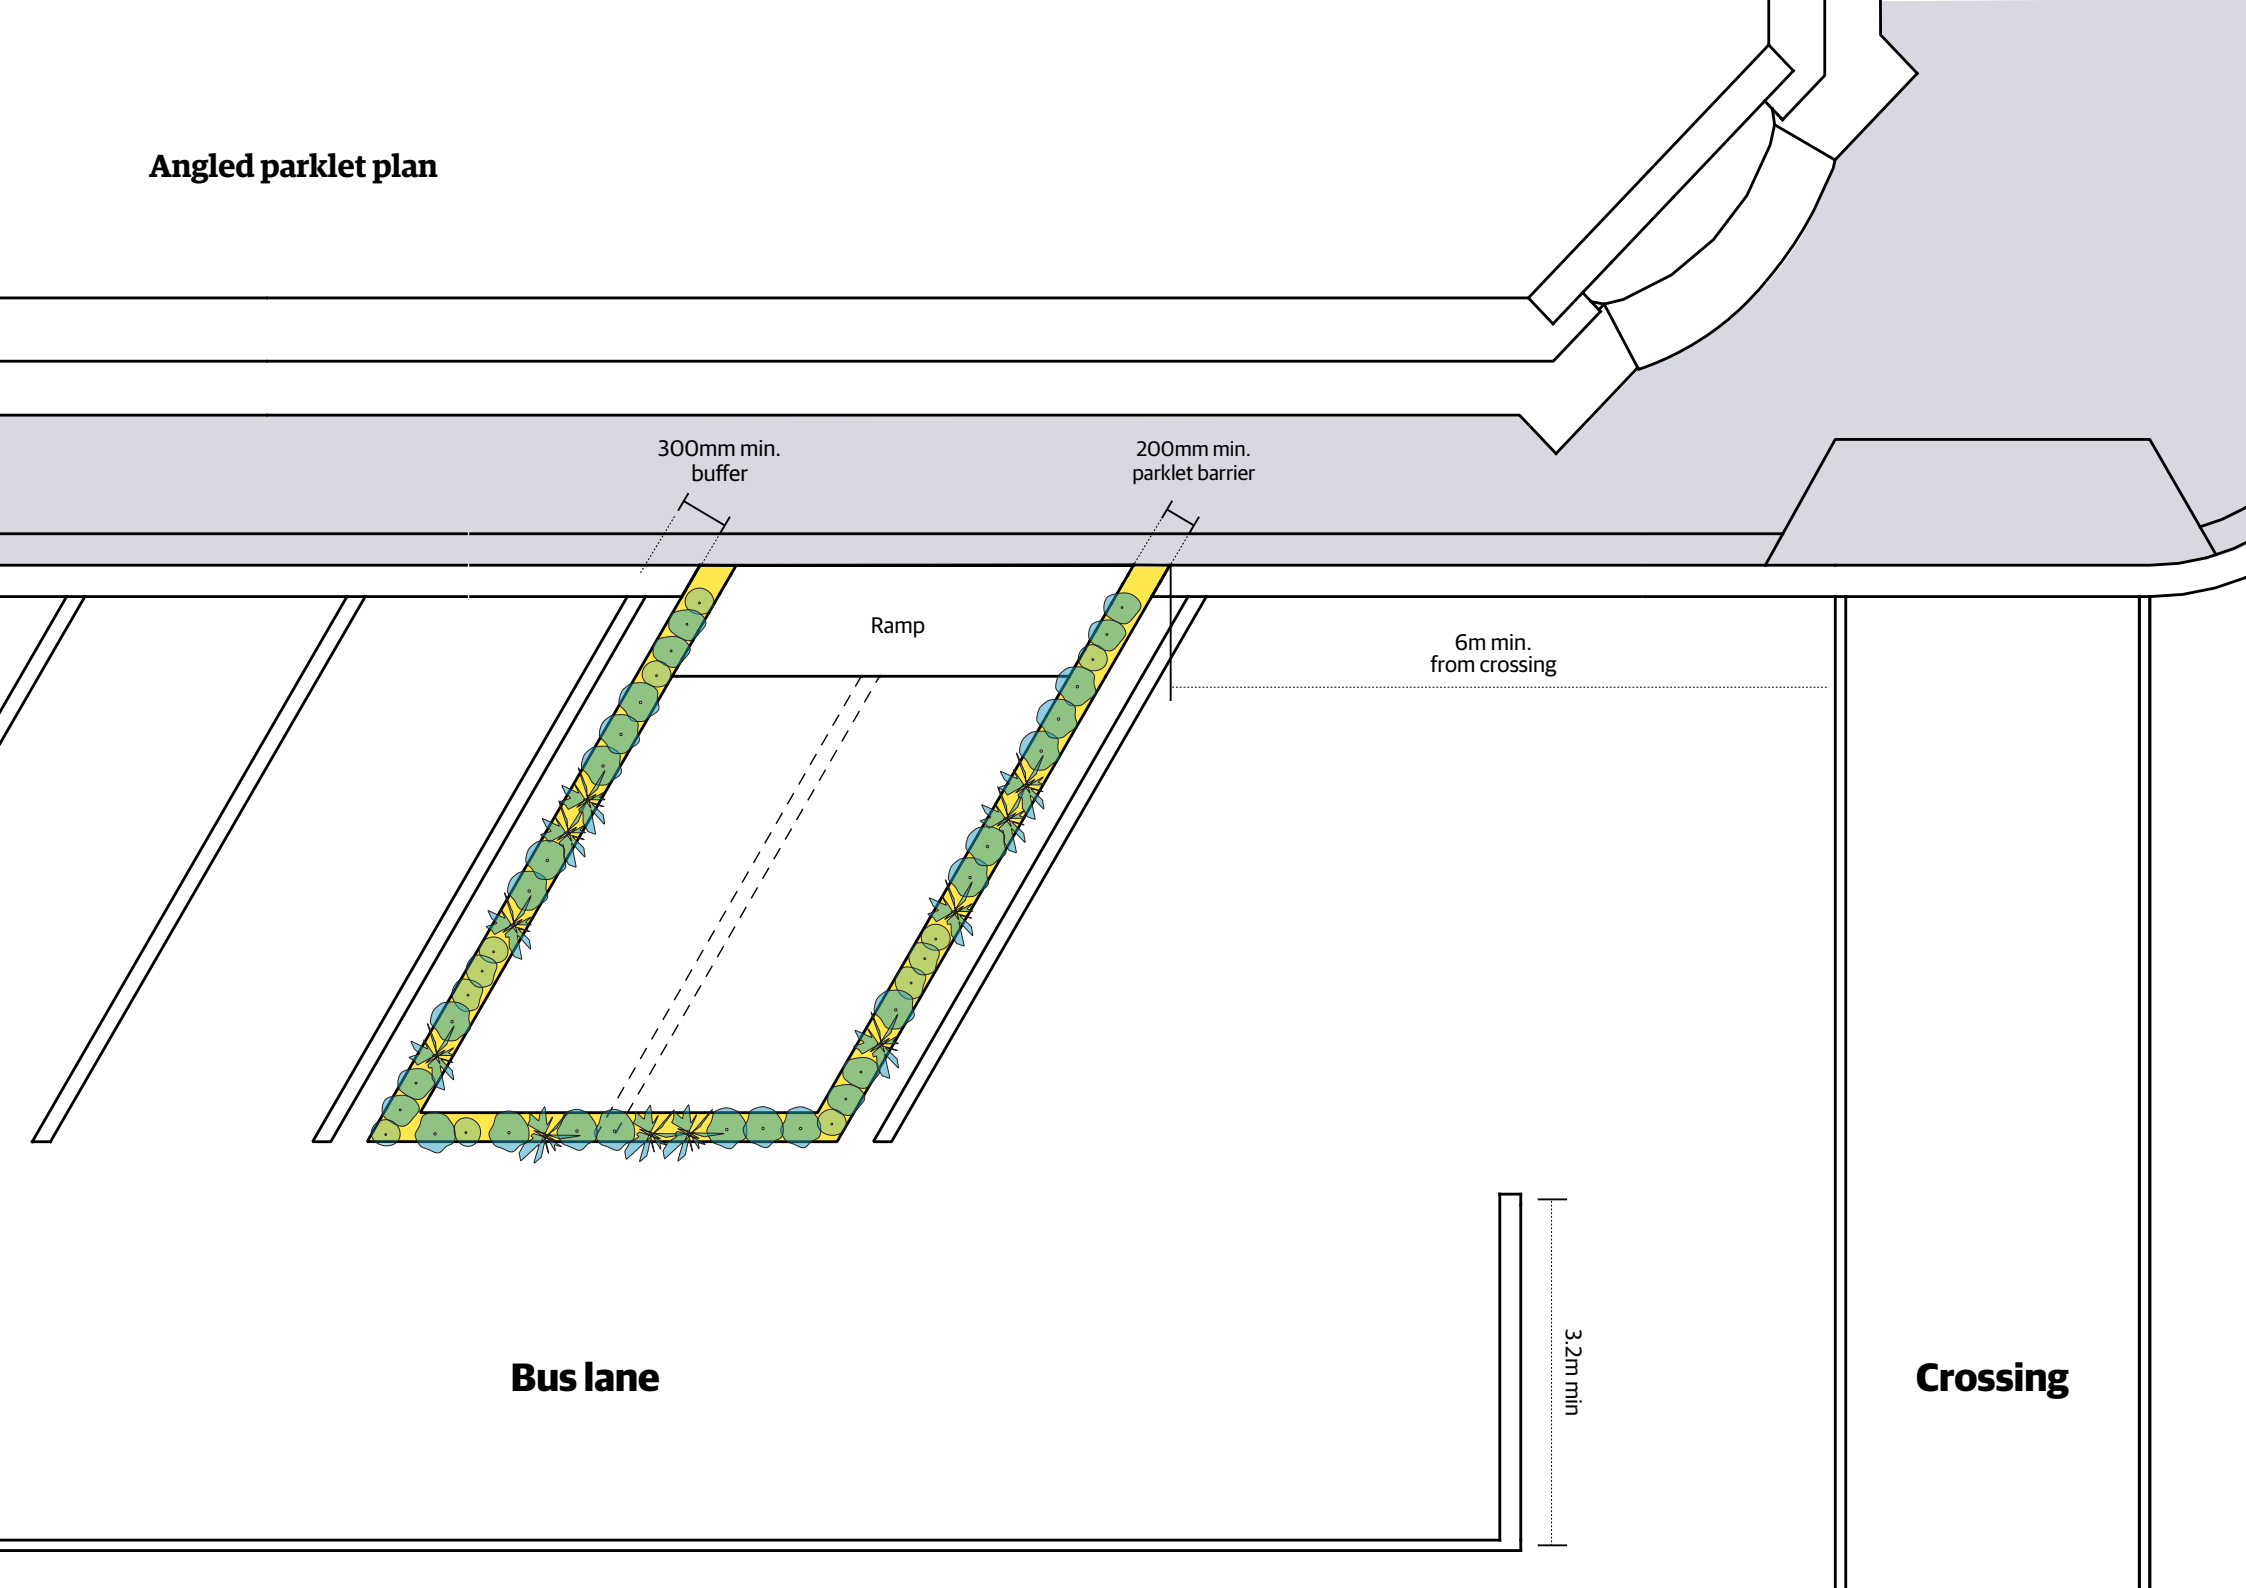 Angled parklet plan
300mm min.
buffer
200mm min.
parklet barrier
Ramp
6m min.
from crossing
3.2m min
Bus lane
Crossing